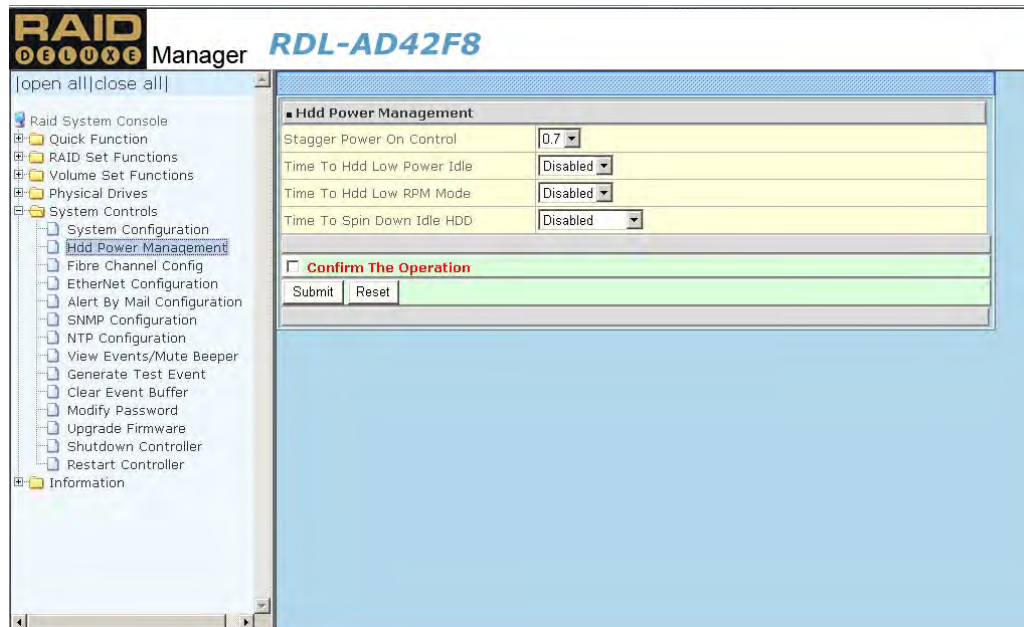 RAID
DELUXE Manager
RDL-AD42F8
|open all|close all|
Raid System Console
Quick Function
RAID Set Functions
Volume Set Functions
Physical Drives
System Controls
System Configuration
Hdd Power Management
Fibre Channel Config
EtherNet Configuration
Alert By Mail Configuration
SNMP Configuration
NTP Configuration
View Events/Mute Beeper
Generate Test Event
Clear Event Buffer
Modify Password
Upgrade Firmware
Shutdown Controller
Restart Controller
Information
Hdd Power Management
Stagger Power On Control 0.7
Time To Hdd Low Power Idle Disabled
Time To Hdd Low RPM Mode Disabled
Time To Spin Down Idle HDD Disabled
Confirm The Operation
Submit Reset